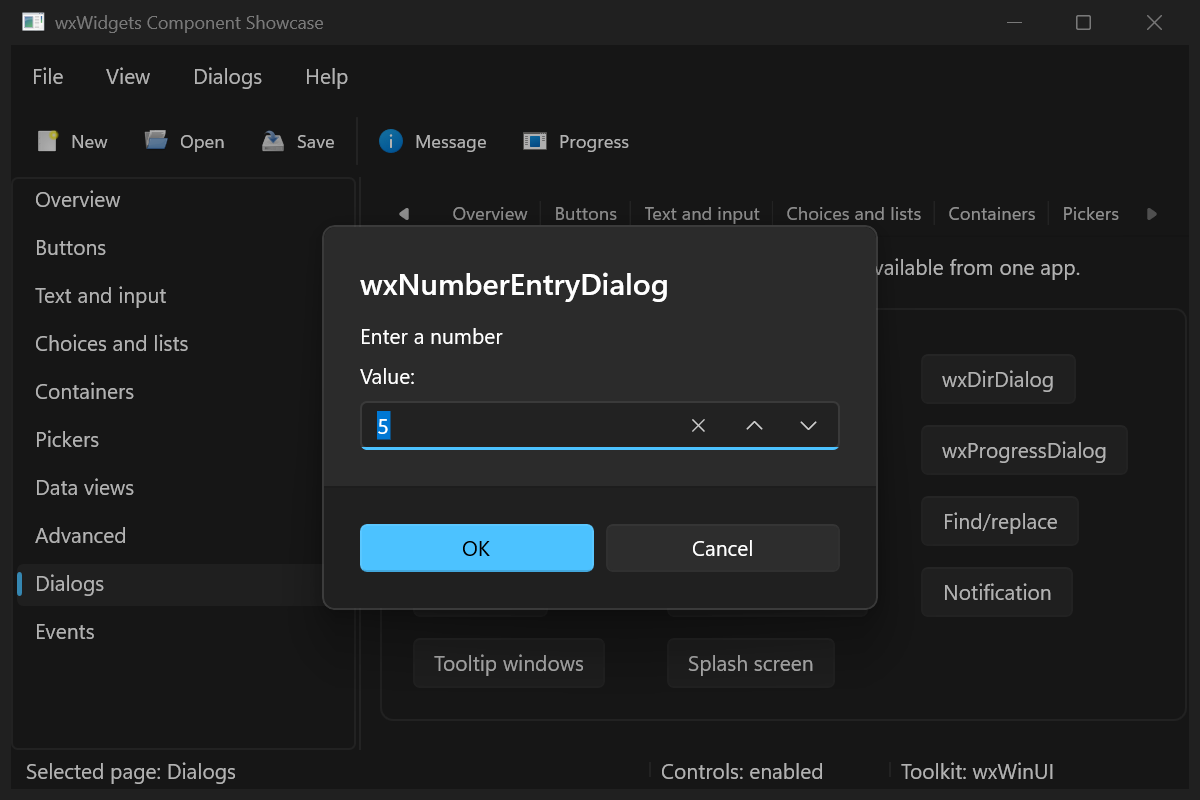 wxWidgets Component Showcase
File View Dialogs Help
New Open Save Message Progress
Overview
Buttons
Text and input
Choices and lists
Containers
Pickers
Data views
Advanced
Dialogs
Events
Overview Buttons Text and input Choices and lists Containers Pickers
from one app.
wxNumberEntryDialog
Enter a number
Value:
5
OK Cancel
wxDirDialog
wxProgressDialog
Find/replace
Notification
Tooltip windows Splash screen
Selected page: Dialogs Controls: enabled Toolkit: wxWinUI